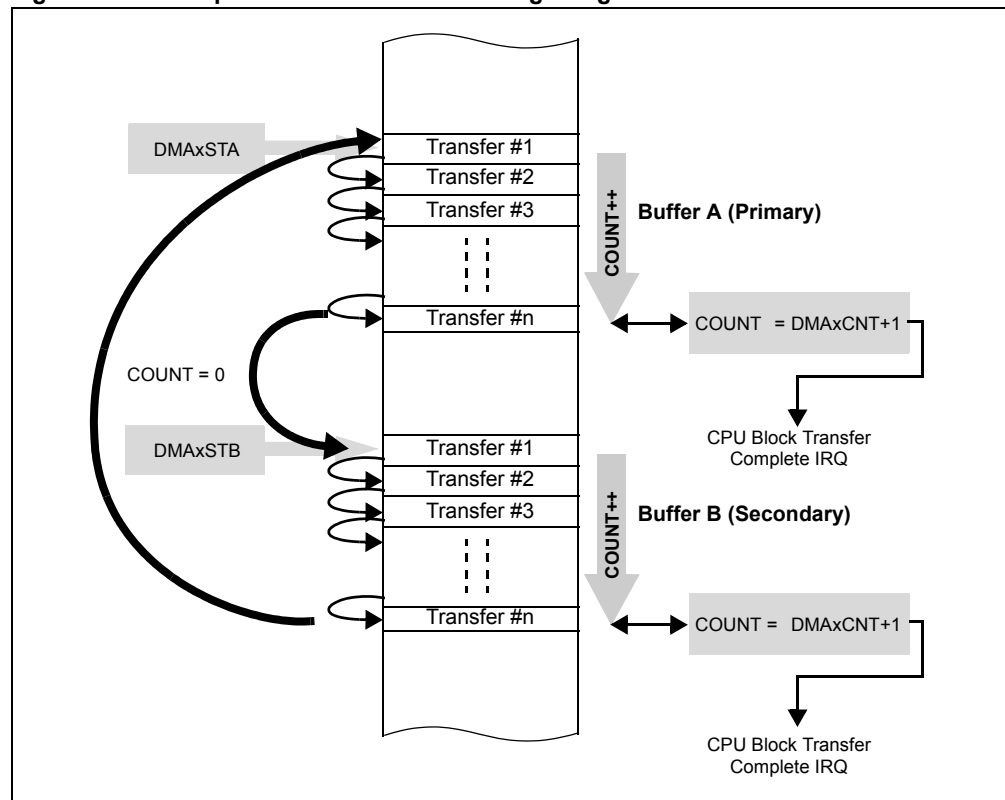 DMAxSTA
Transfer #1
Transfer #2
Transfer #3
Transfer #n
COUNT++
Buffer A (Primary)
COUNT = DMAxCNT+1
CPU Block Transfer
Complete IRQ
COUNT = 0
DMAxSTB
Transfer #1
Transfer #2
Transfer #3
Transfer #n
COUNT++
Buffer B (Secondary)
COUNT = DMAxCNT+1
CPU Block Transfer
Complete IRQ